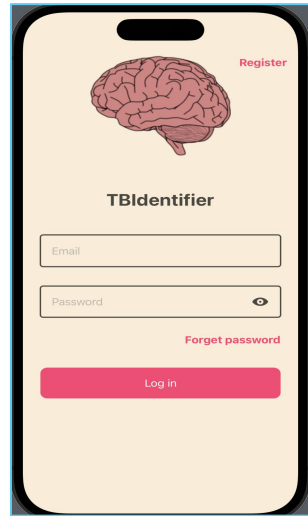 Register
TBIdentifier
Email
Password
Forget password
Log in